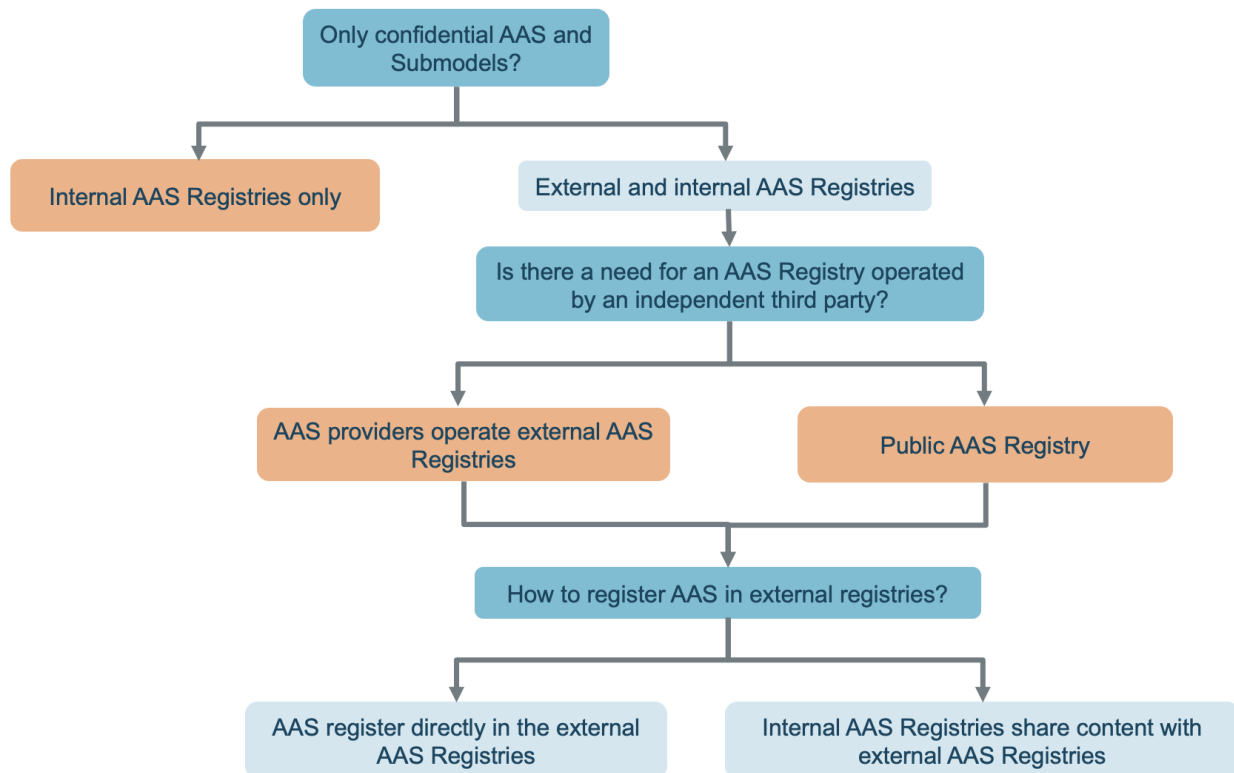 Only confidential AAS and
Submodels?
Internal AAS Registries only
External and internal AAS Registries
Is there a need for an AAS Registry operated
by an independent third party?
AAS providers operate external AAS
Registries
Public AAS Registry
How to register AAS in external registries?
AAS register directly in the external
AAS Registries
Internal AAS Registries share content with
external AAS Registries